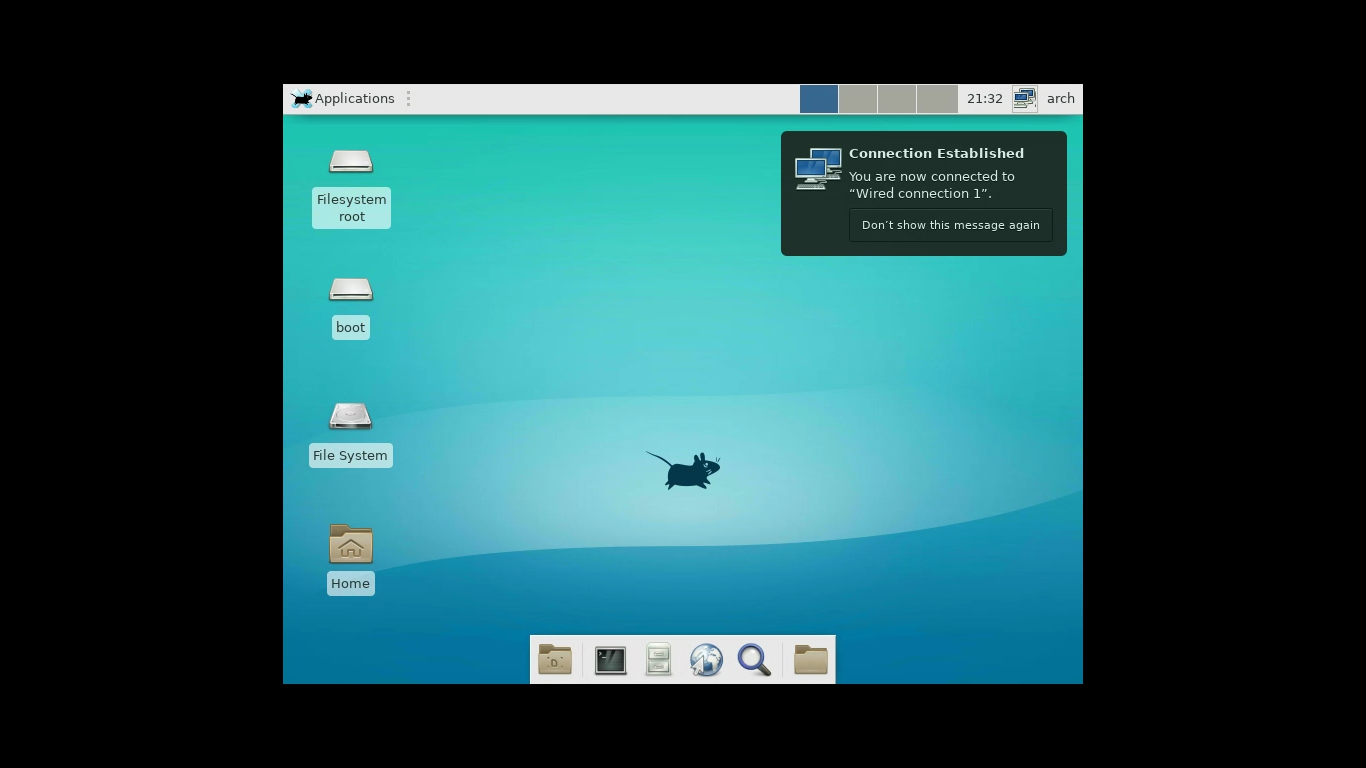 Applications
21:32
arch
Connection Established
You are now connected to
“Wired connection 1”.
Don’t show this message again
Filesystem
root
boot
File System
Home